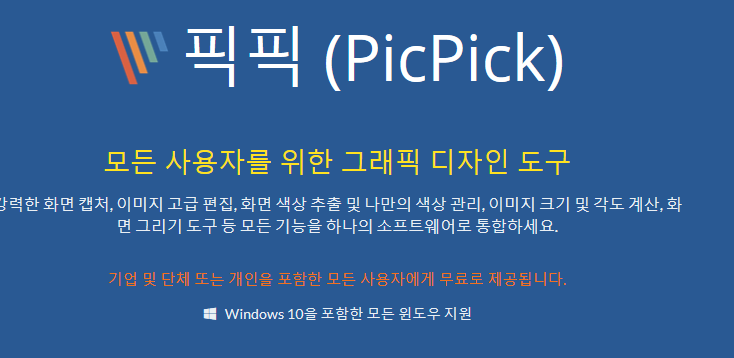 픽픽 (PicPick)
모든 사용자를 위한 그래픽 디자인 도구
강력한 화면 캡처, 이미지 고급 편집, 화면 색상 추출 및 나만의 색상 관리, 이미지 크기 및 각도 계산, 화
면 그리기 도구 등 모든 기능을 하나의 소프트웨어로 통합하세요.
기업 및 단체 또는 개인을 포함한 모든 사용자에게 무료로 제공됩니다.
Windows 10을 포함한 모든 윈도우 지원